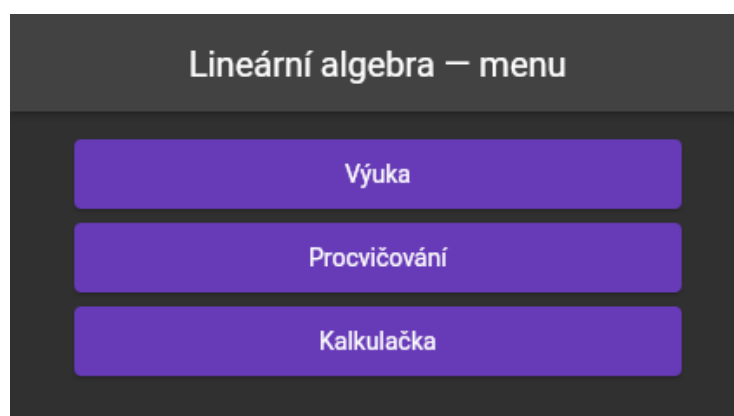 Lineární algebra — menu
Výuka
Procvičování
Kalkulačka